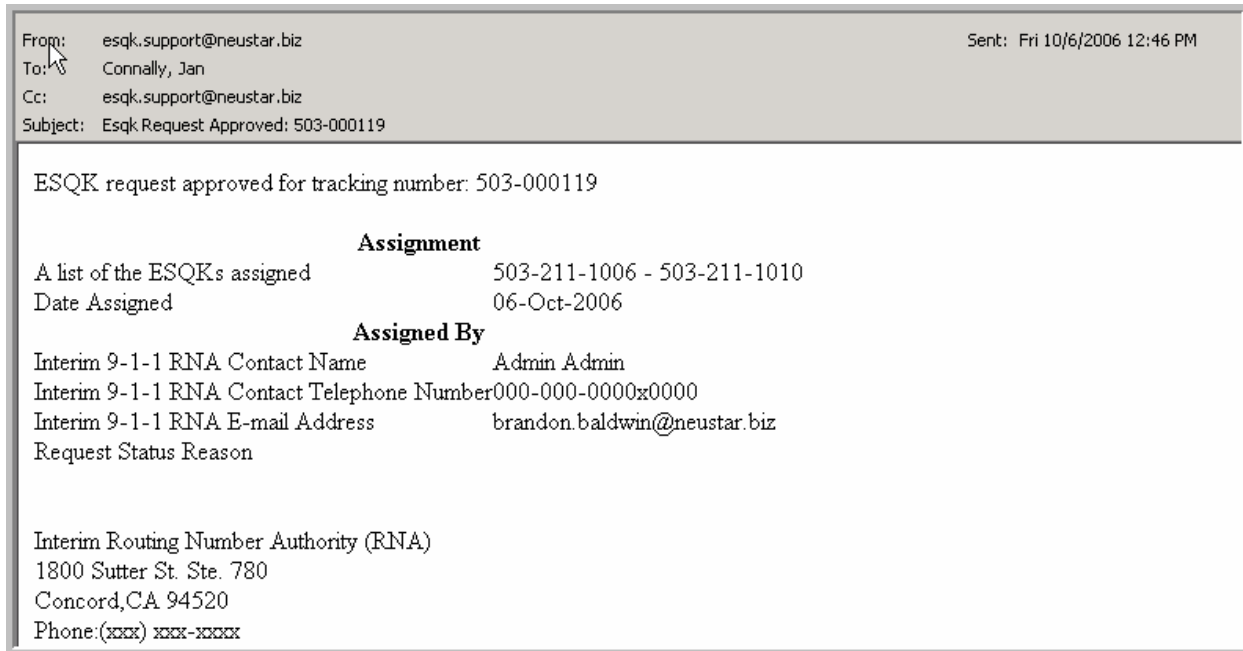 From: esqk.support@neustar.biz Sent: Fri 10/6/2006 12:46 PM
To: Connally, Jan
Cc: esqk.support@neustar.biz
Subject: Esqk Request Approved: 503-000119
ESQK request approved for tracking number: 503-000119
Assignment
A list of the ESQKs assigned 503-211-1006 - 503-211-1010
Date Assigned 06-Oct-2006
Assigned By
Interim 9-1-1 RNA Contact Name Admin Admin
Interim 9-1-1 RNA Contact Telephone Number000-000-0000x0000
Interim 9-1-1 RNA E-mail Address brandon.baldwin@neustar.biz
Request Status Reason
Interim Routing Number Authority (RNA)
1800 Sutter St. Ste. 780
Concord,CA 94520
Phone:(xxx) xxx-xxxx